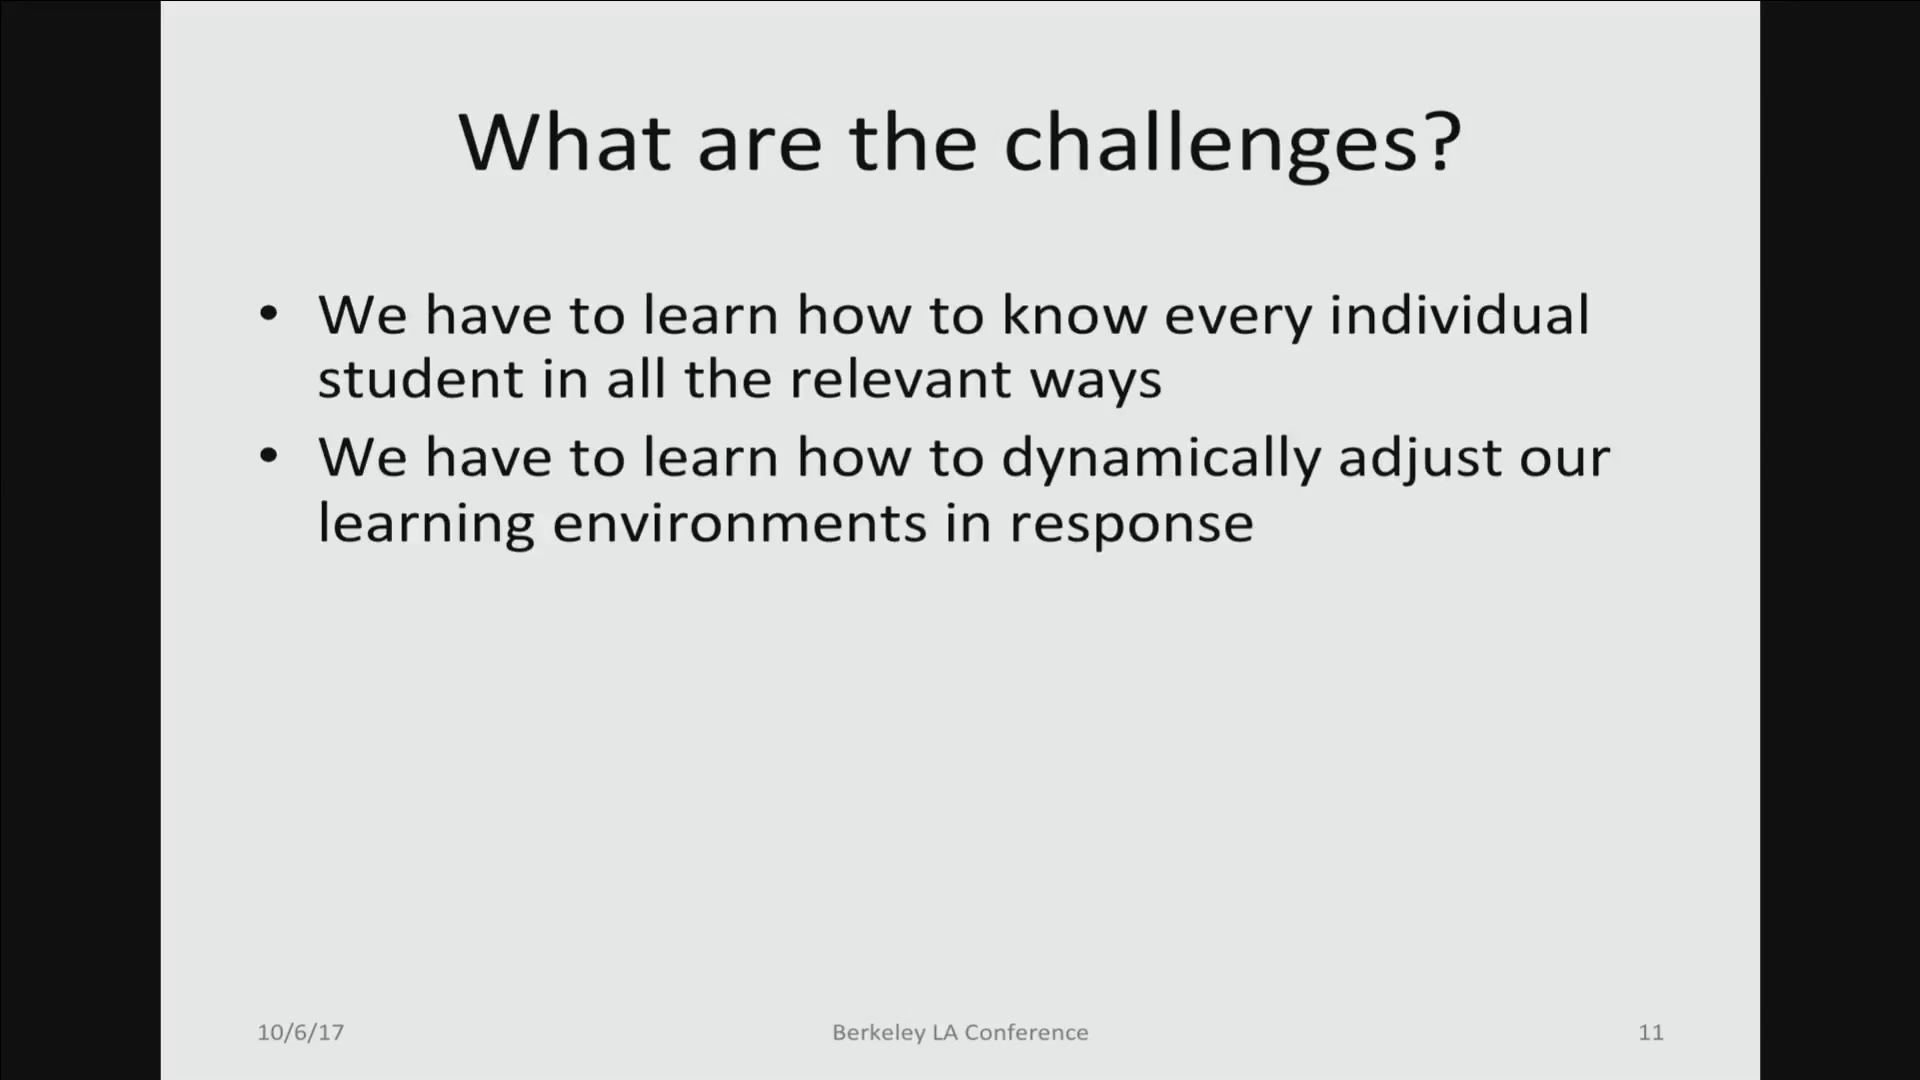 What are the challenges?
• We have to learn how to know every individual
student in all the relevant ways
• We have to learn how to dynamically adjust our
learning environments in response
10/6/17
Berkeley LA Conference
11